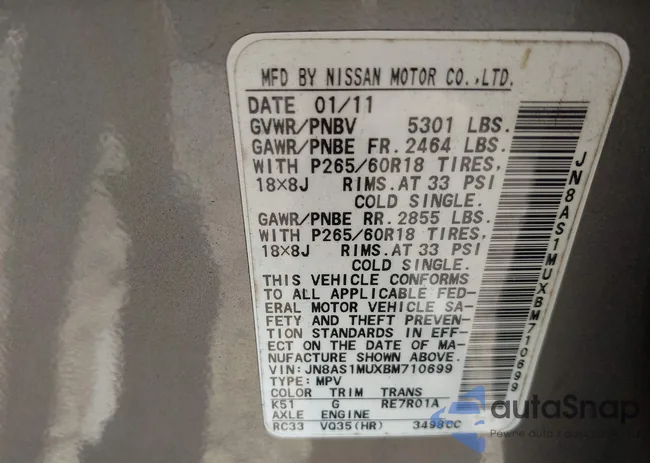 MFD BY NISSAN MOTOR CO.,LTD.
DATE 01/11
GVWR/PNBV 5301 LBS.
GAWR/PNBE FR. 2464 LBS.
WITH P265/60R18 TIRES,
18×8J RIMS.AT 33 PSI
COLD SINGLE.
GAWR/PNBE RR. 2855 LBS.
WITH P265/60R18 TIRES,
18×8J RIMS.AT 33 PSI
COLD SINGLE.
THIS VEHICLE CONFORMS
TO ALL APPLICABLE FED-
ERAL MOTOR VEHICLE SA-
FETY AND THEFT PREVEN-
TION STANDARDS IN EFF-
ECT ON THE DATE OF MA-
NUFACTURE SHOWN ABOVE.
VIN: JN8AS1MUXBM710699
TYPE: MPV
COLOR TRIM TRANS
K51 G RE7R01A
AXLE ENGINE
RC33 VQ35(HR) 3498CC
JN8AS1MUXBM710699
autaSnap
Pewne auto z